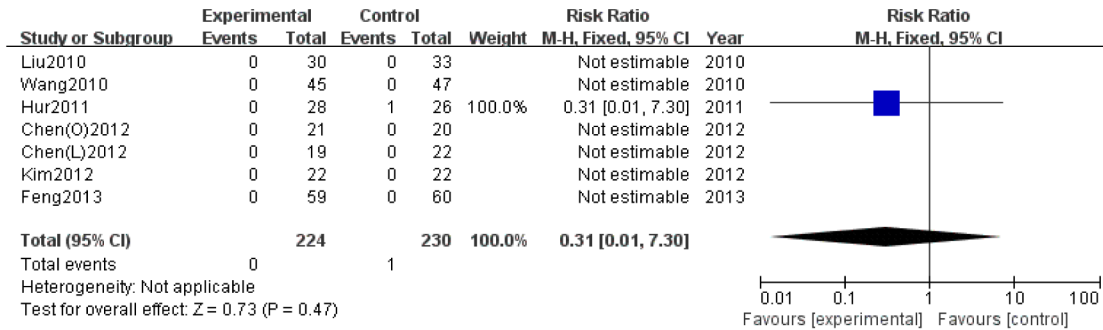 Experimental Control Risk Ratio Risk Ratio
Study or Subgroup Events Total Events Total Weight M-H, Fixed, 95% CI Year M-H, Fixed, 95% CI
Liu2010 0 30 0 33 Not estimable 2010
Wang2010 0 45 0 47 Not estimable 2010
Hur2011 0 28 1 26 100.0% 0.31 [0.01, 7.30] 2011
Chen(O)2012 0 21 0 20 Not estimable 2012
Chen(L)2012 0 19 0 22 Not estimable 2012
Kim2012 0 22 0 22 Not estimable 2012
Feng2013 0 59 0 60 Not estimable 2013
Total (95% CI) 224 230 100.0% 0.31 [0.01, 7.30]
Total events 0 1
Heterogeneity: Not applicable
Test for overall effect: Z = 0.73 (P = 0.47)
0.01 0.1 1 10 100
Favours [experimental] Favours [control]